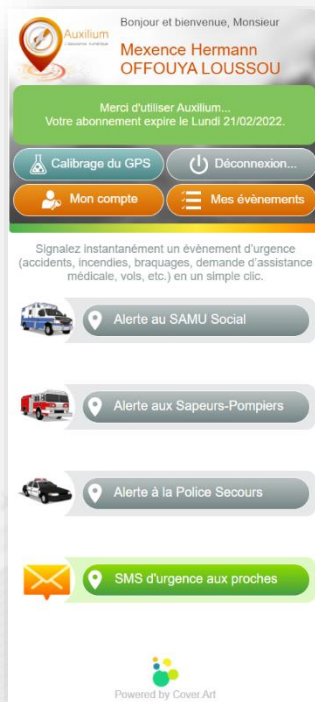 Auxilium
Bonjour et bienvenue, Monsieur
Mexence Hermann
OFFOUYA LOUSSOU
Merci d'utiliser Auxilium...
Votre abonnement expire le Lundi 21/02/2022.
Calibrage du GPS
Déconnexion...
Mon compte
Mes évènements
Signalez instantanément un évènement d'urgence
(accidents, incendies, braquages, demande d'assistance
médicale, vols, etc.) en un simple clic.
Alerte au SAMU Social
Alerte aux Sapeurs-Pompiers
Alerte à la Police Secours
SMS d'urgence aux proches
Powered by Cover Art